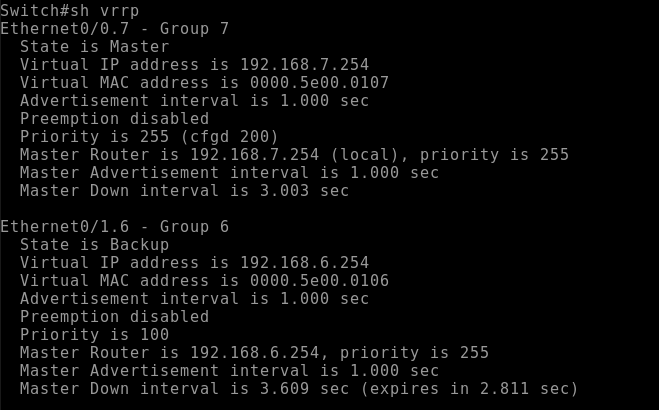 Switch#sh vrrp
Ethernet0/0.7 - Group 7
  State is Master
  Virtual IP address is 192.168.7.254
  Virtual MAC address is 0000.5e00.0107
  Advertisement interval is 1.000 sec
  Preemption disabled
  Priority is 255 (cfgd 200)
  Master Router is 192.168.7.254 (local), priority is 255
  Master Advertisement interval is 1.000 sec
  Master Down interval is 3.003 sec

Ethernet0/1.6 - Group 6
  State is Backup
  Virtual IP address is 192.168.6.254
  Virtual MAC address is 0000.5e00.0106
  Advertisement interval is 1.000 sec
  Preemption disabled
  Priority is 100
  Master Router is 192.168.6.254, priority is 255
  Master Advertisement interval is 1.000 sec
  Master Down interval is 3.609 sec (expires in 2.811 sec)